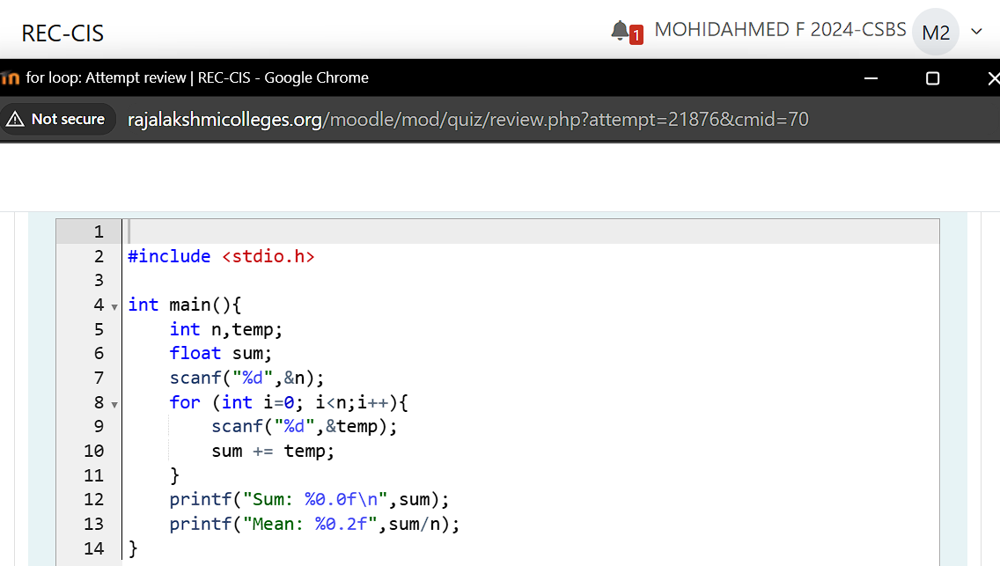 REC-CIS
1 MOHIDAHMED F 2024-CSBS M2
for loop: Attempt review | REC-CIS - Google Chrome
Not secure rajalakshmicolleges.org/moodle/mod/quiz/review.php?attempt=21876&cmid=70
1
2 #include <stdio.h>
3
4 int main(){
5     int n,temp;
6     float sum;
7     scanf("%d",&n);
8     for (int i=0; i<n;i++){
9         scanf("%d",&temp);
10         sum += temp;
11     }
12     printf("Sum: %0.0f\n",sum);
13     printf("Mean: %0.2f",sum/n);
14 }